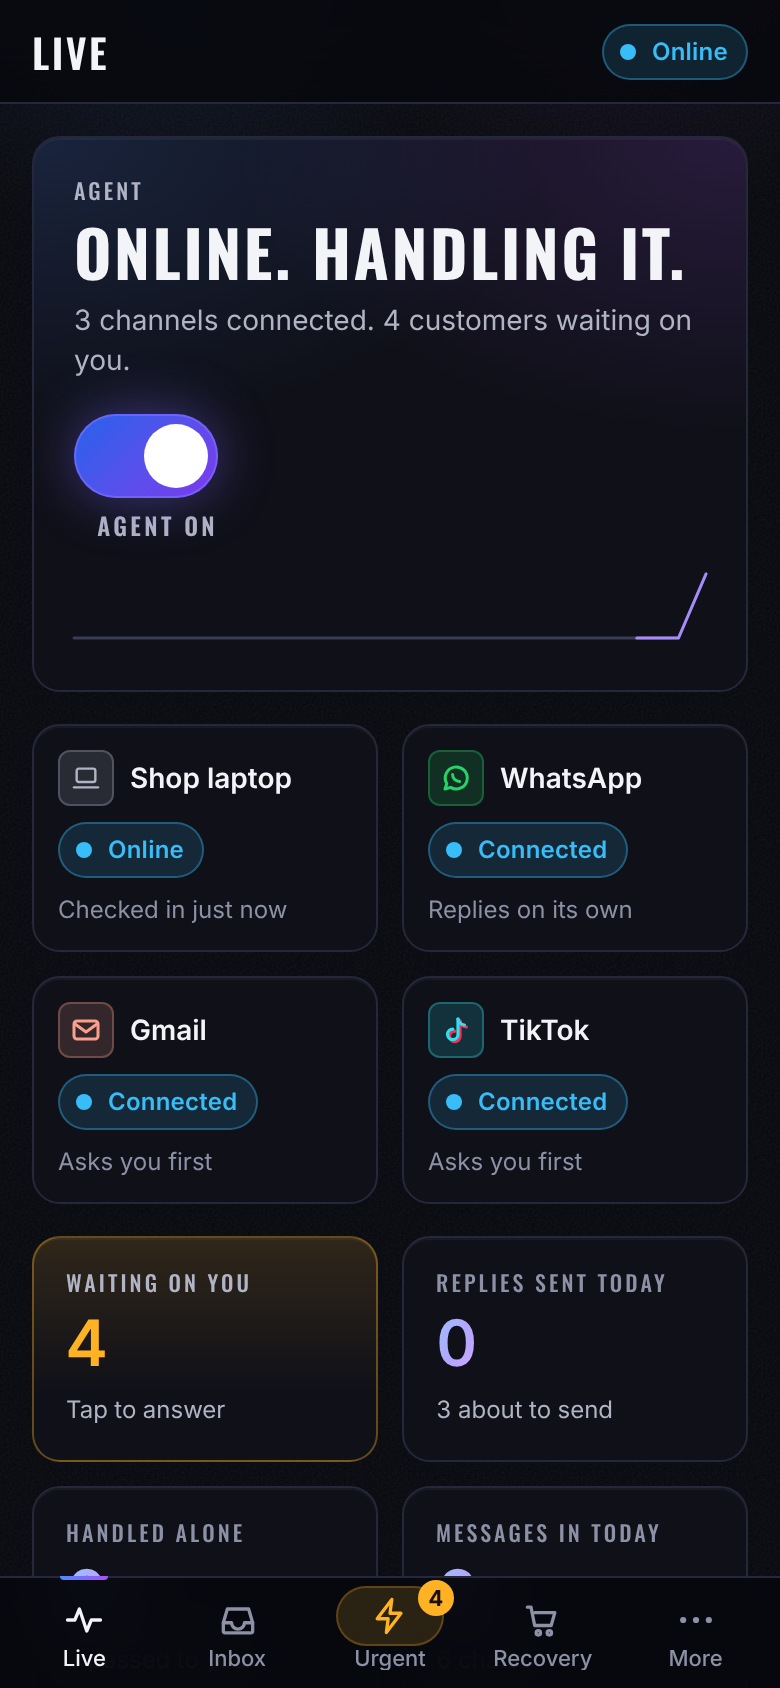 LIVE
Online
AGENT
ONLINE. HANDLING IT.
3 channels connected. 4 customers waiting on
you.
AGENT ON
Shop laptop
Online
Checked in just now
WhatsApp
Connected
Replies on its own
Gmail
Connected
Asks you first
TikTok
Connected
Asks you first
WAITING ON YOU
4
Tap to answer
REPLIES SENT TODAY
0
3 about to send
HANDLED ALONE
MESSAGES IN TODAY
Live
Inbox
4
Urgent
Recovery
More